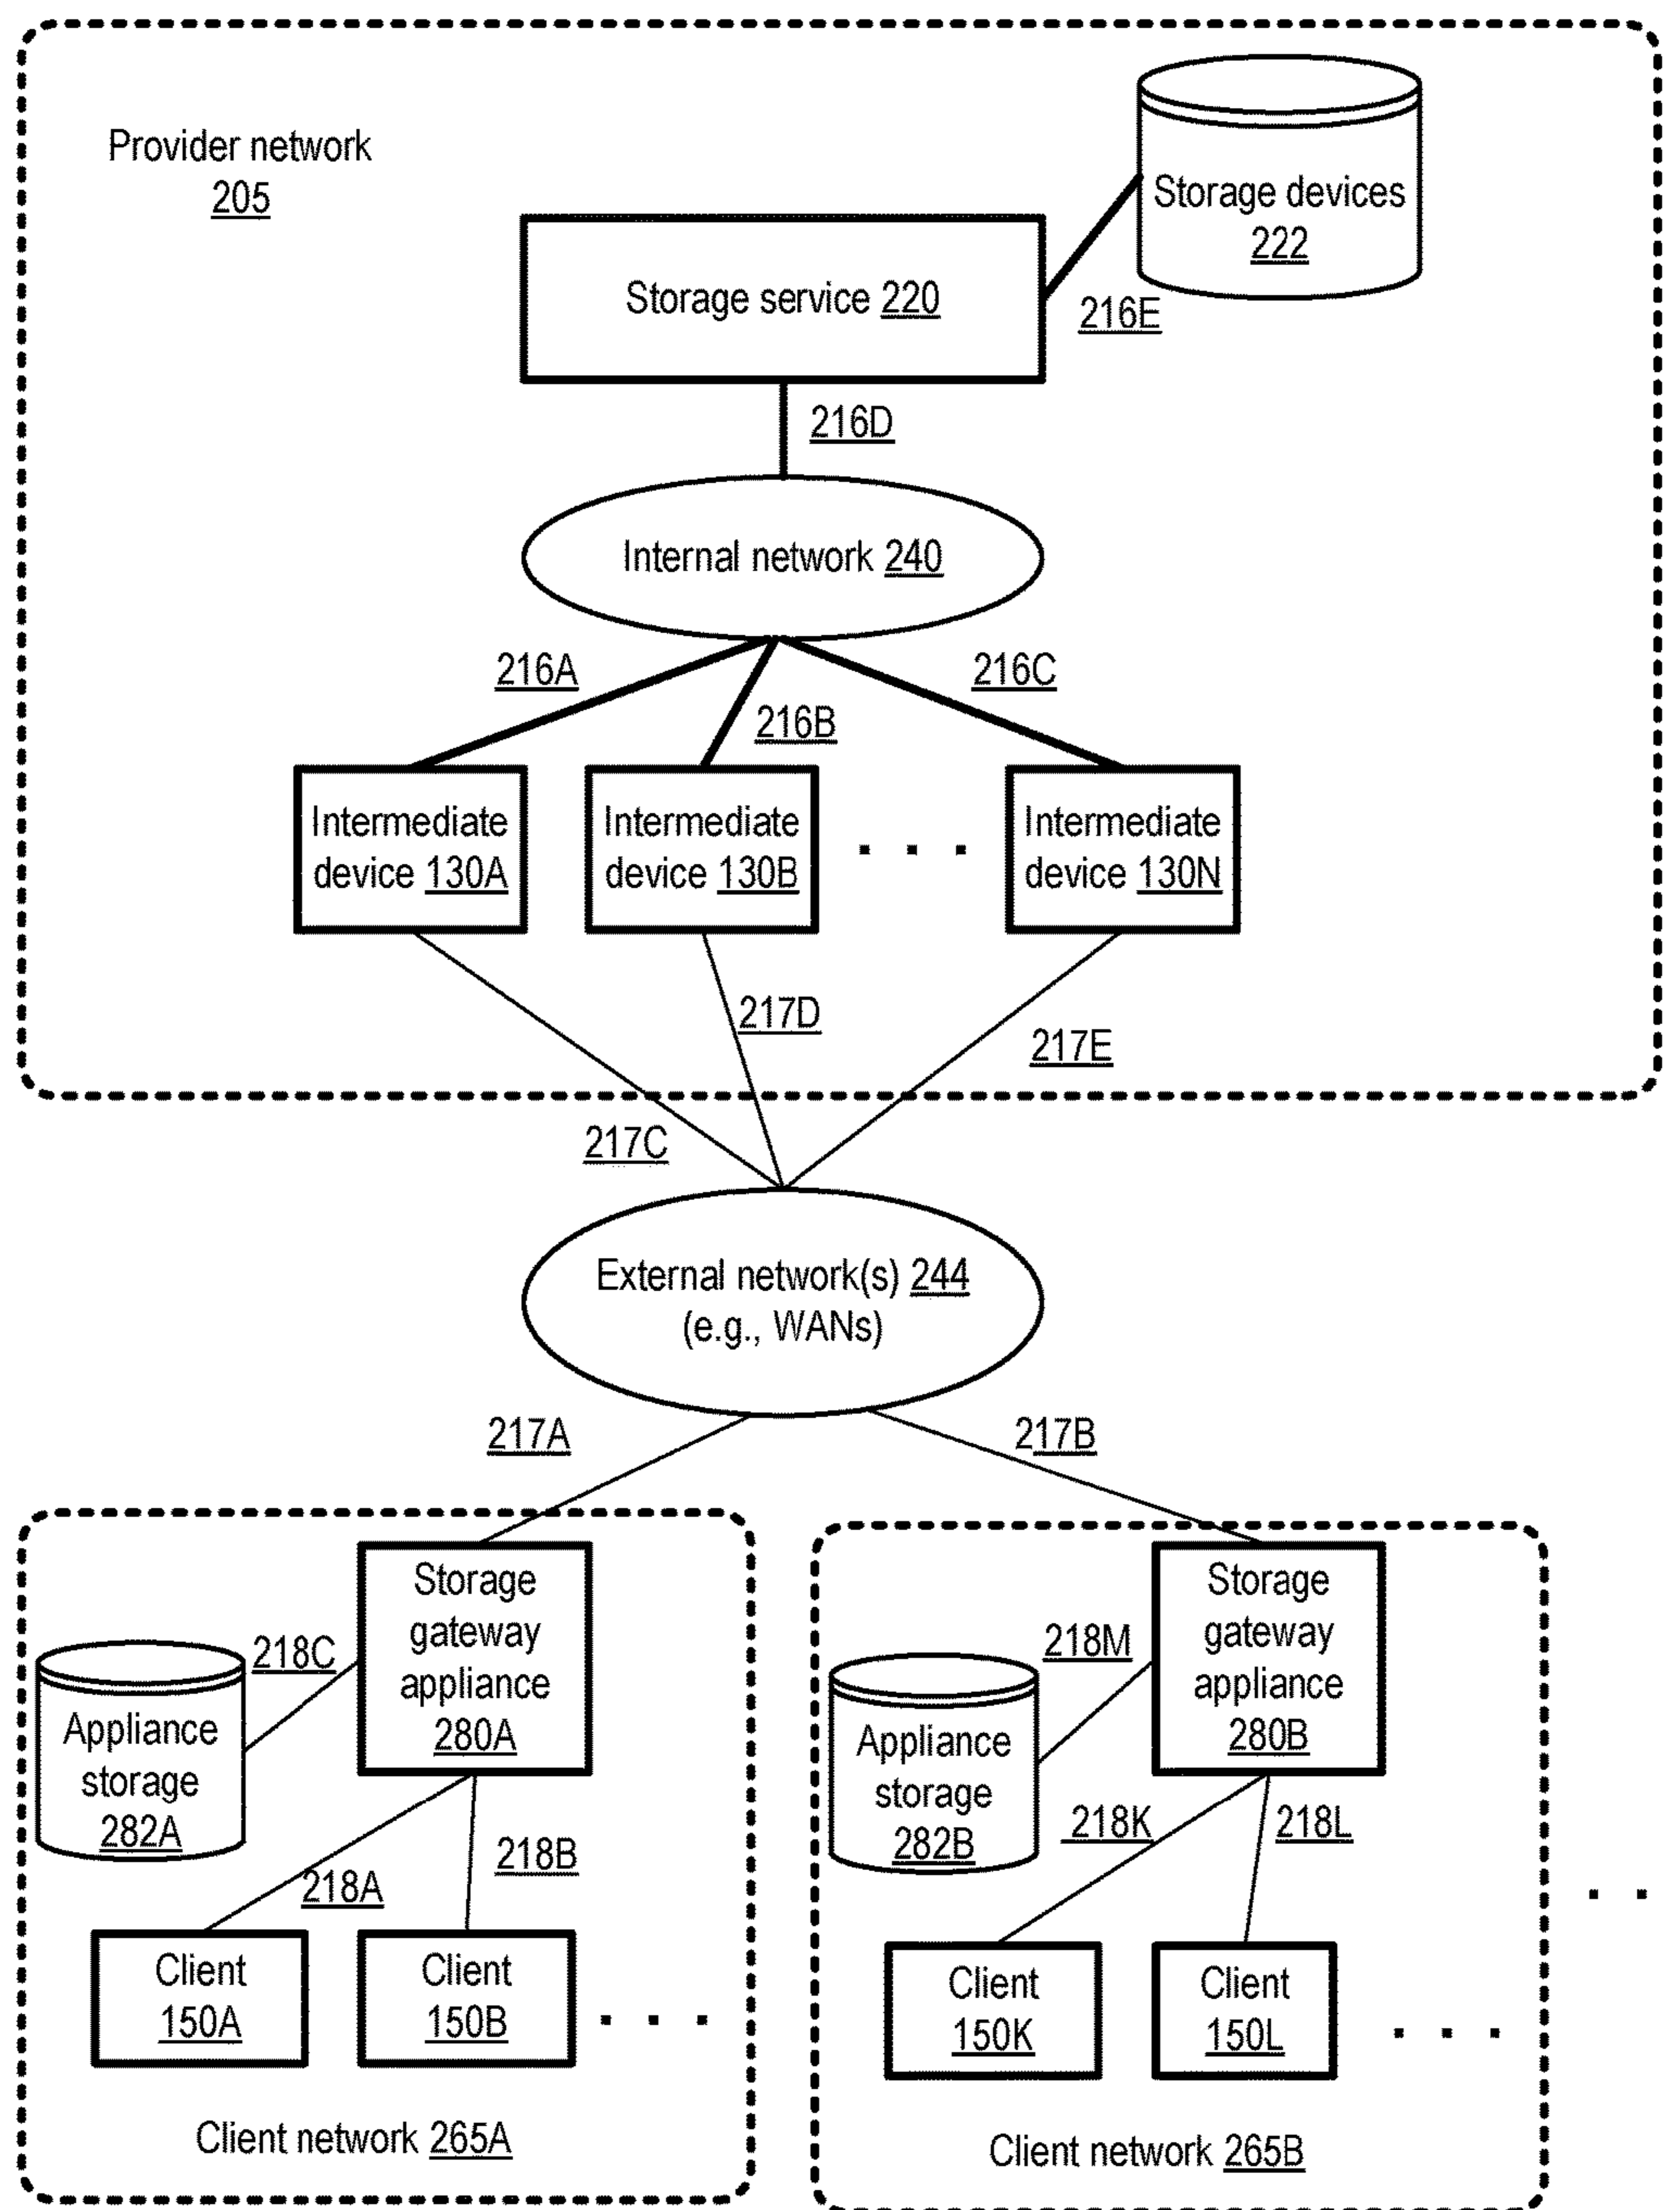 Provider network
205
Storage devices
222
Storage service 220
216E
216D
Internal network 240
216A
216B
216C
Intermediate
device 130A
Intermediate
device 130B
. . .
Intermediate
device 130N
217D
217E
217C
External network(s) 244
(e.g., WANs)
217A
217B
Storage
gateway
appliance
280A
218C
Appliance
storage
282A
218A
218B
Client
150A
Client
150B
. . .
Client network 265A
Storage
gateway
appliance
280B
218M
Appliance
storage
282B
218K
218L
Client
150K
Client
150L
. . .
Client network 265B
. .